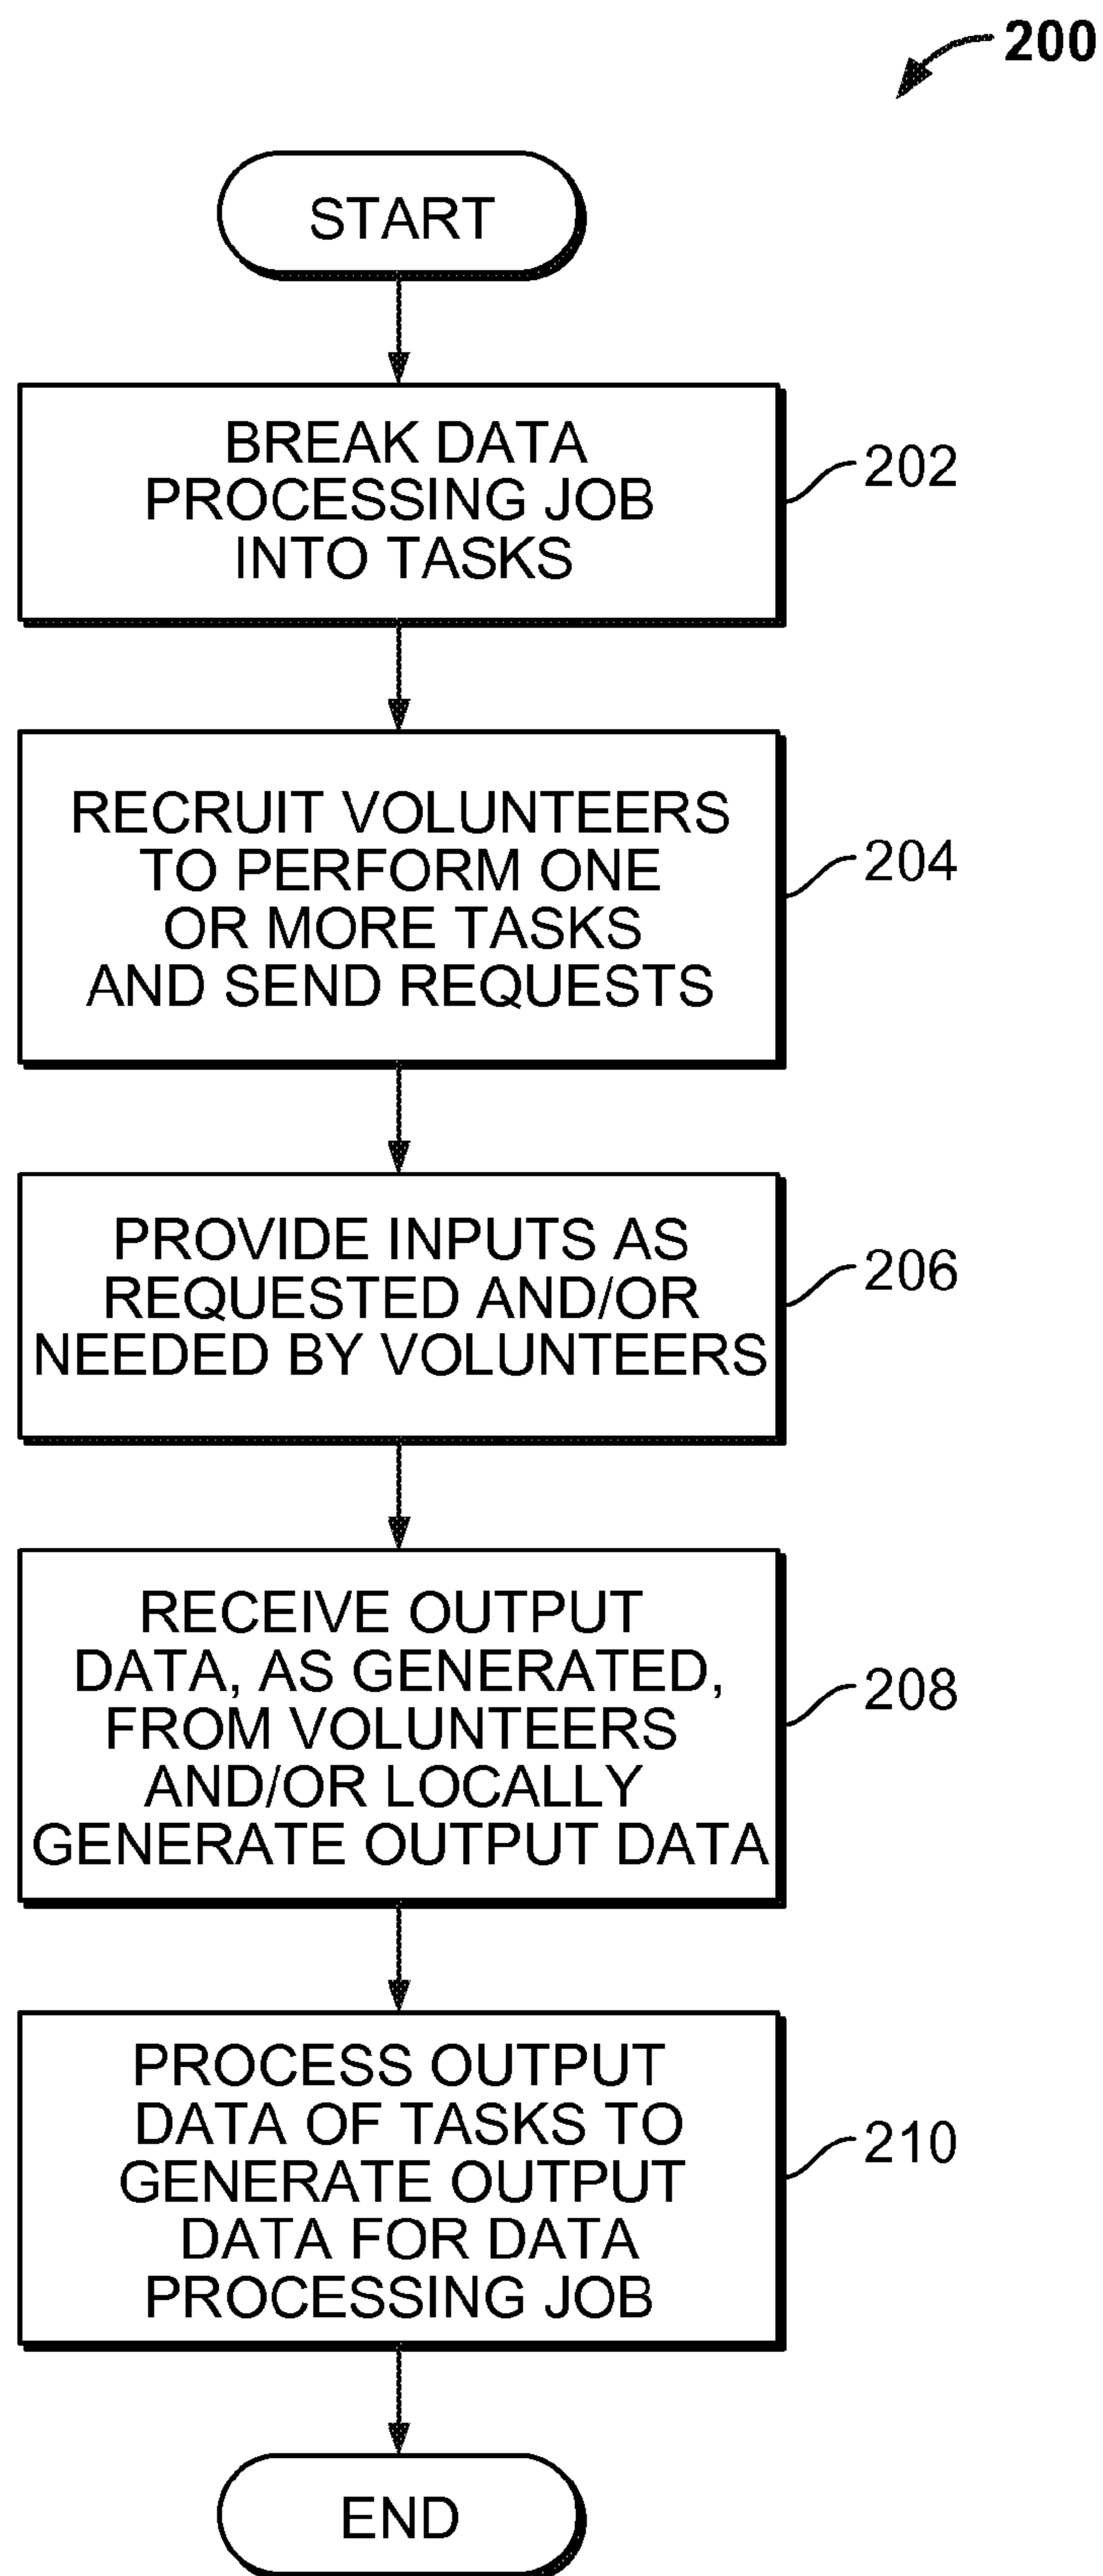 200
START
BREAK DATA
PROCESSING JOB
INTO TASKS
202
RECRUIT VOLUNTEERS
TO PERFORM ONE
OR MORE TASKS
AND SEND REQUESTS
204
PROVIDE INPUTS AS
REQUESTED AND/OR
NEEDED BY VOLUNTEERS
206
RECEIVE OUTPUT
DATA, AS GENERATED,
FROM VOLUNTEERS
AND/OR LOCALLY
GENERATE OUTPUT DATA
208
PROCESS OUTPUT
DATA OF TASKS TO
GENERATE OUTPUT
DATA FOR DATA
PROCESSING JOB
210
END